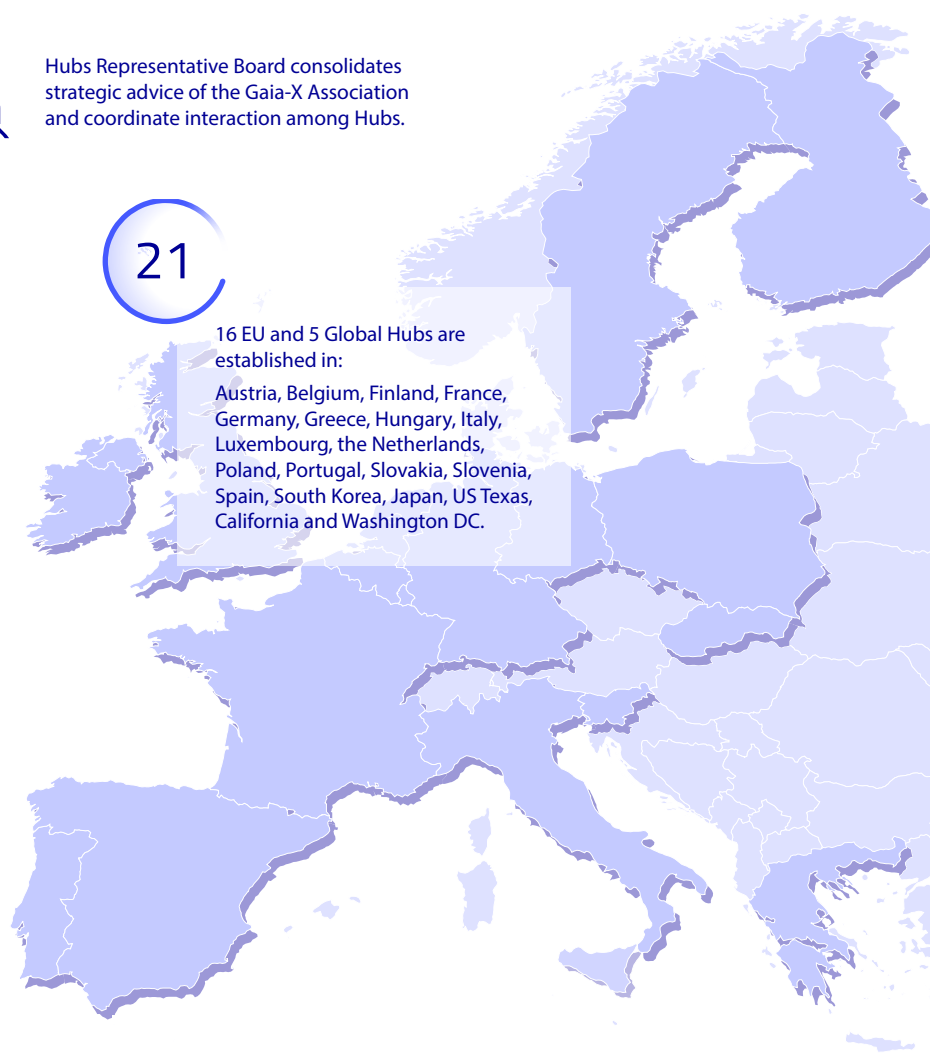 Hubs Representative Board consolidates
strategic advice of the Gaia-X Association
and coordinate interaction among Hubs.
21
16 EU and 5 Global Hubs are
established in:
Austria, Belgium, Finland, France,
Germany, Greece, Hungary, Italy,
Luxembourg, the Netherlands,
Poland, Portugal, Slovakia, Slovenia,
Spain, South Korea, Japan, US Texas,
California and Washington DC.